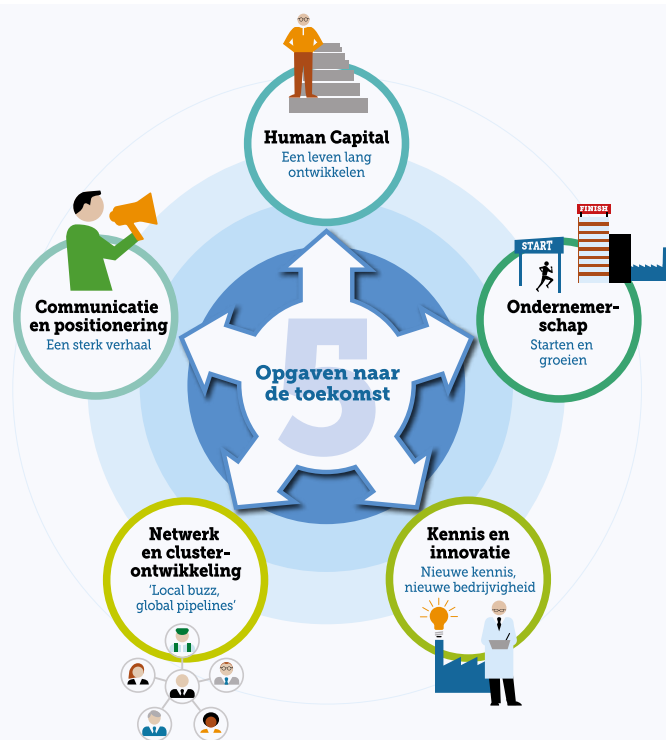 Human Capital
Een leven lang
ontwikkelen
FINISH
START
Ondernemer-
schap
Starten en
groeien
Communicatie
en positionering
Een sterk verhaal
5
Opgaven naar
de toekomst
Netwerk
en cluster-
ontwikkeling
‘Local buzz,
global pipelines’
Kennis en
innovatie
Nieuwe kennis,
nieuwe bedrijvigheid